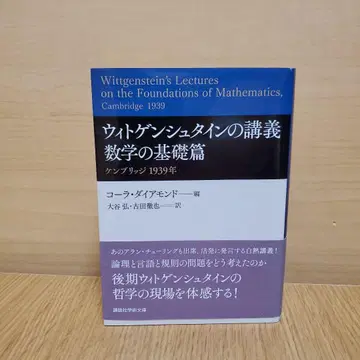 Wittgenstein's Lectures
on the Foundations of Mathematics,
Cambridge 1939
ウィトゲンシュタインの講義
数学の基礎篇
ケンブリッジ1939年
コーラ・ダイアモンド──編
大谷 弘・古田徹也──訳
あのアラン・チューリングも出席、活発に発言する白熱講義!
論理と言語と規則の問題をどう考えたのか
後期ウィトゲンシュタインの
哲学の現場を体感する!
講談社学術文庫